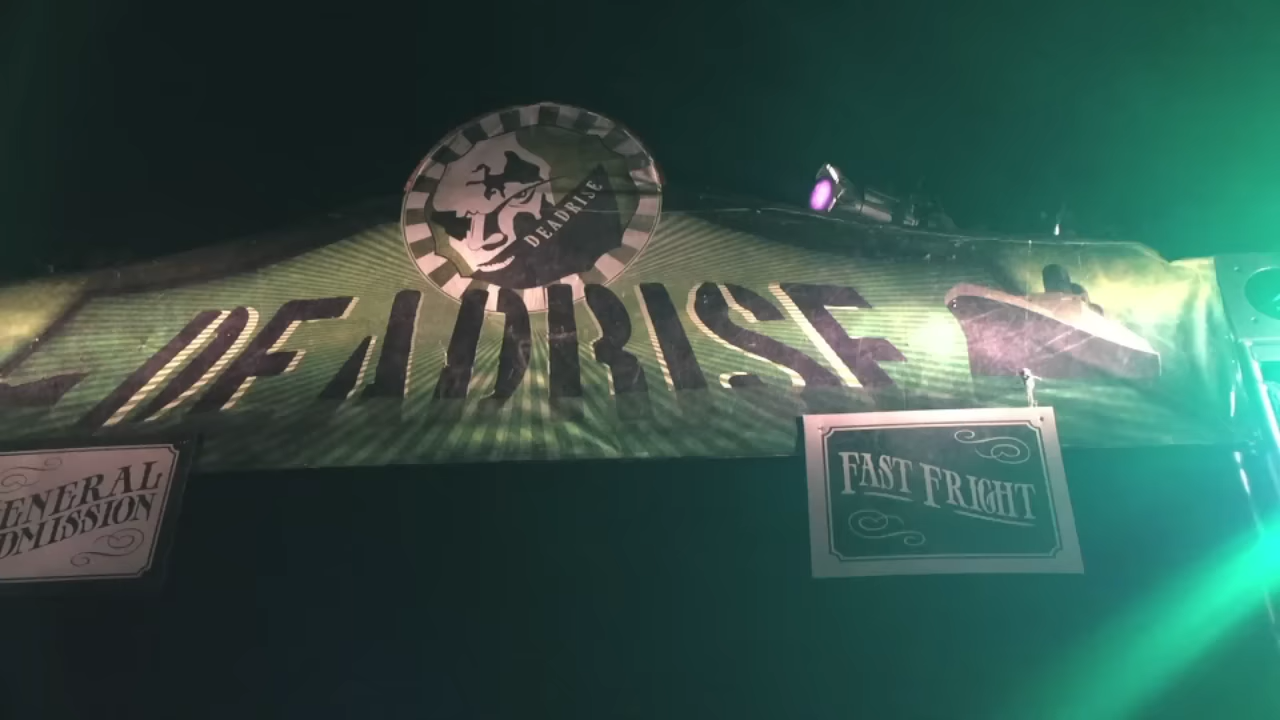 DEADRISE
DEADRISE
FAST FRIGHT
ENERAL
DMISSION